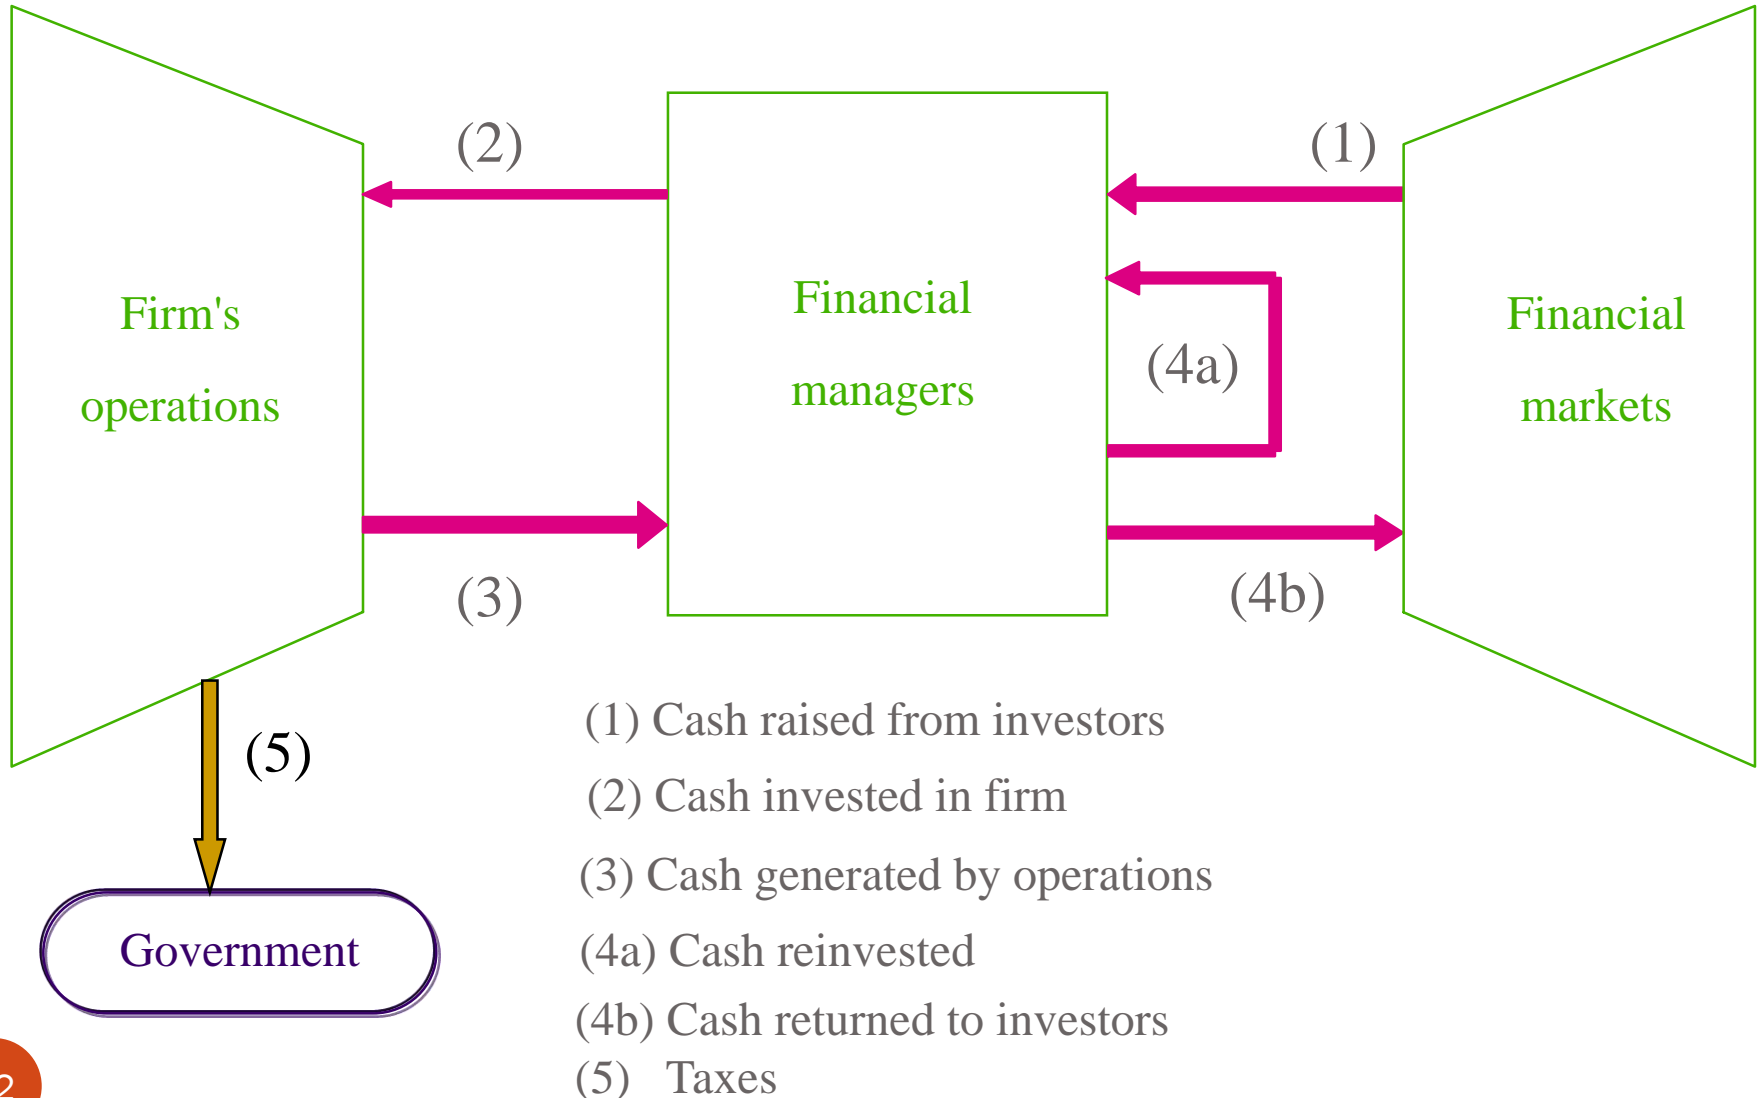 (2)
(1)
Firm's
operations
Financial
managers
(4a)
Financial
markets
(3)
(4b)
(5)
Government
(1) Cash raised from investors
(2) Cash invested in firm
(3) Cash generated by operations
(4a) Cash reinvested
(4b) Cash returned to investors
(5) Taxes
2